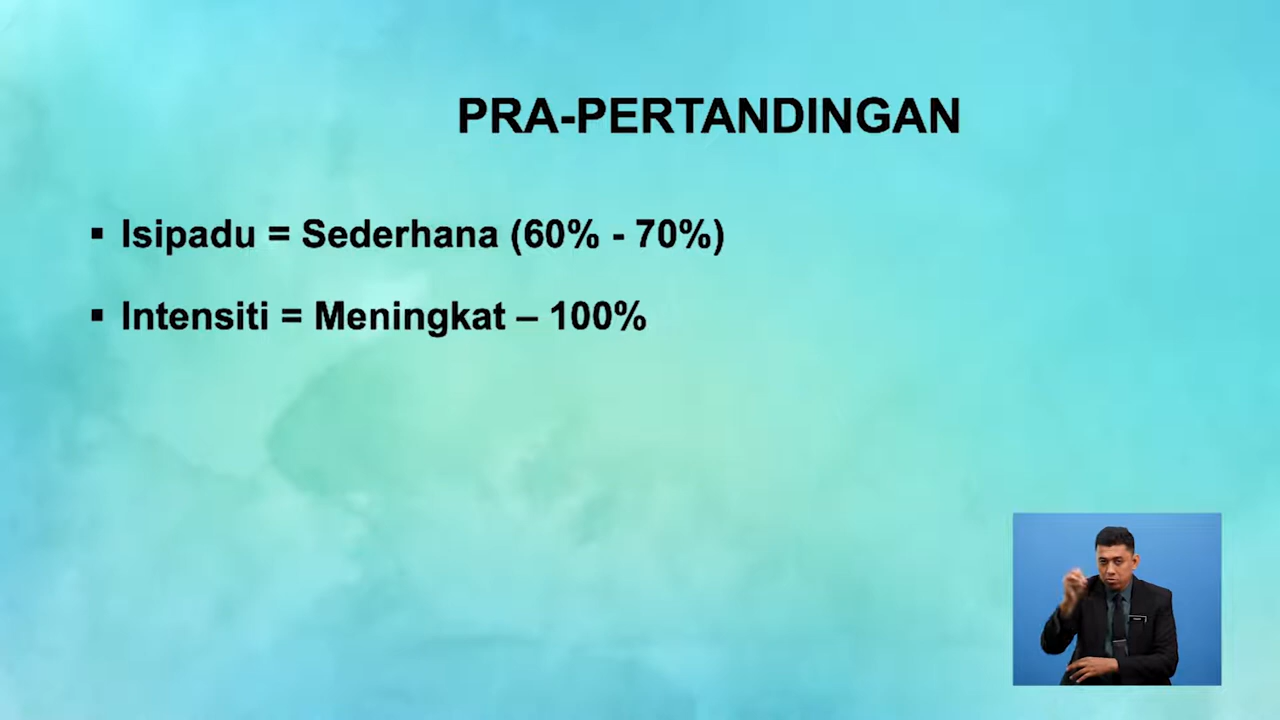 PRA-PERTANDINGAN
▪ Isipadu = Sederhana (60% - 70%)
▪ Intensiti = Meningkat – 100%